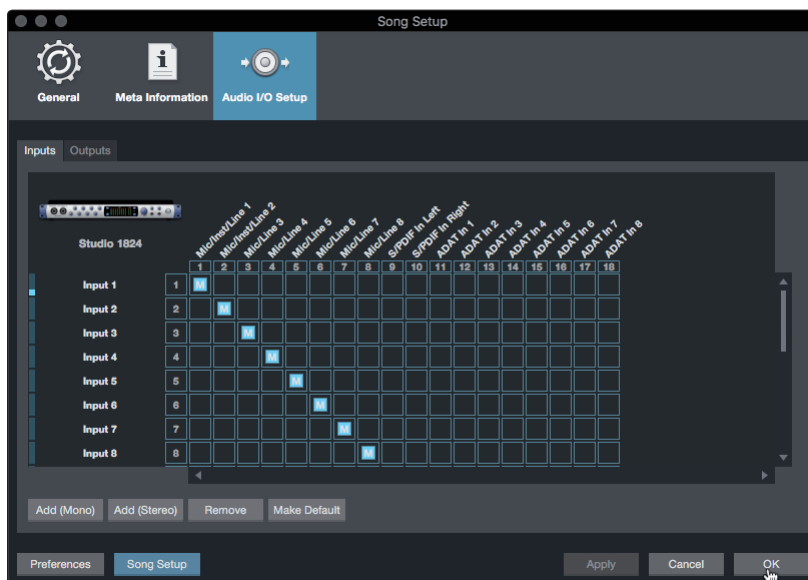 Song Setup
General
Meta Information
Audio I/O Setup
Inputs
Outputs
Studio 1824
Mic/Inst/Line 1
Mic/Inst/Line 2
Mic/Line 3
Mic/Line 4
Mic/Line 5
Mic/Line 6
Mic/Line 7
Mic/Line 8
S/PDIF In Left
S/PDIF In Right
ADAT In 1
ADAT In 2
ADAT In 3
ADAT In 4
ADAT In 5
ADAT In 6
ADAT In 7
ADAT In 8
1 2 3 4 5 6 7 8 9 10 11 12 13 14 15 16 17 18
Input 1 1 M
Input 2 2 M
Input 3 3 M
Input 4 4 M
Input 5 5 M
Input 6 6 M
Input 7 7 M
Input 8 8 M
Add (Mono)
Add (Stereo)
Remove
Make Default
Preferences
Song Setup
Apply
Cancel
OK